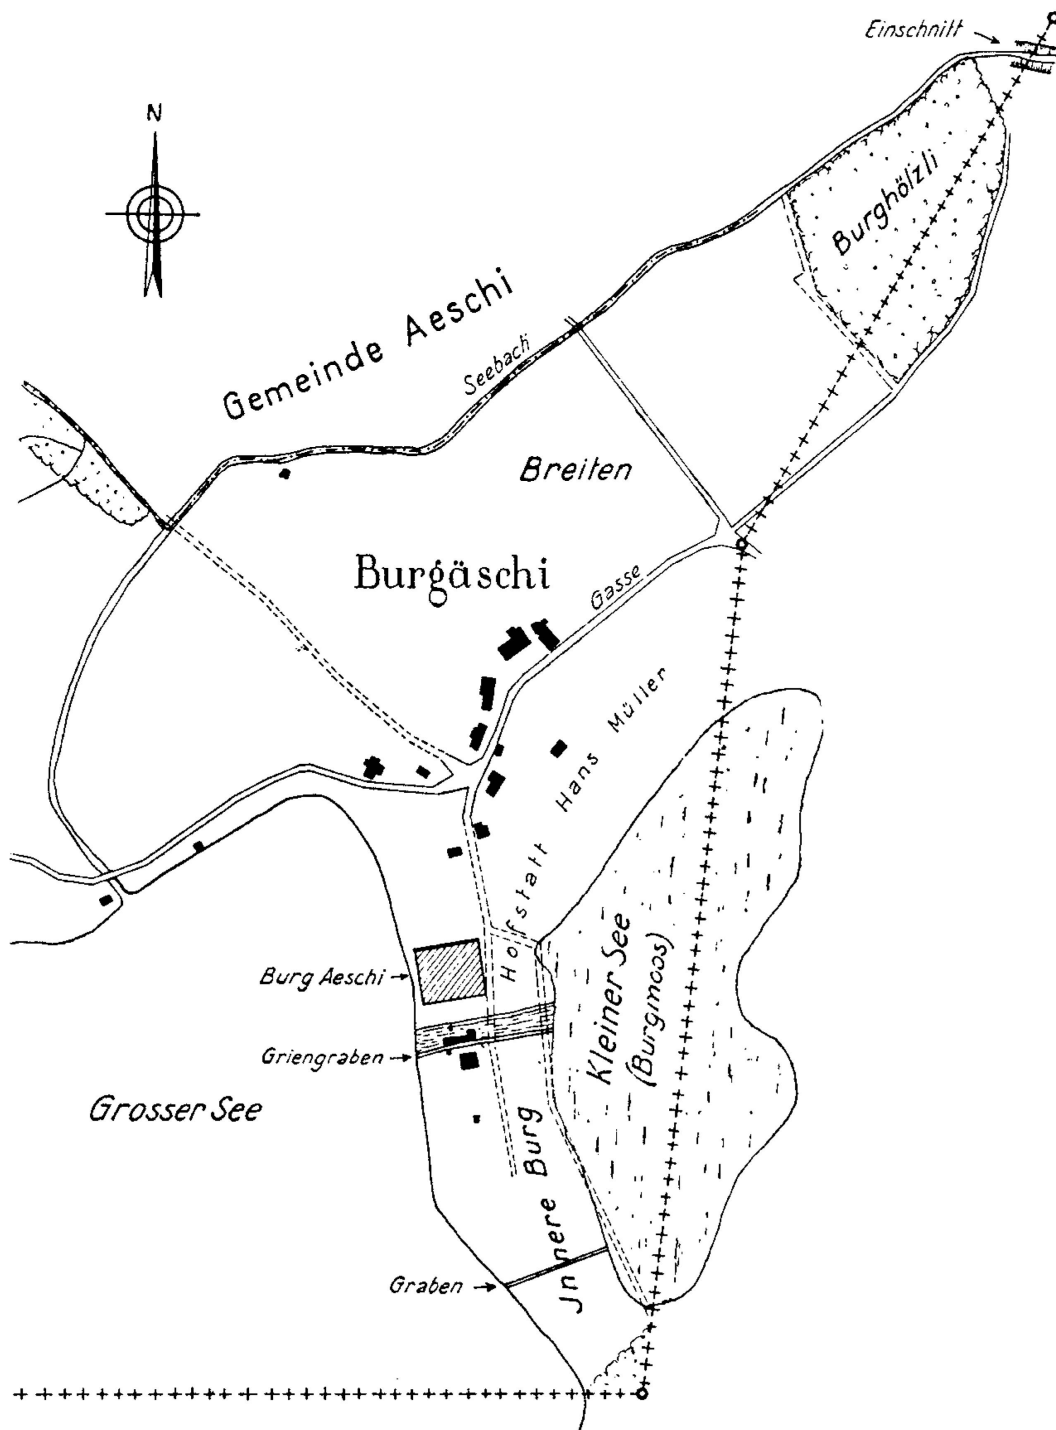 Einschnitt
N
Burghölzli
Gemeinde Aeschi
Seebach
Breiten
Burgäschi
Gasse
Hofstatt Hans Müller
Burg Aeschi
Kleiner See
(Burgmoos)
Griengraben
Grosser See
Jnnere Burg
Graben